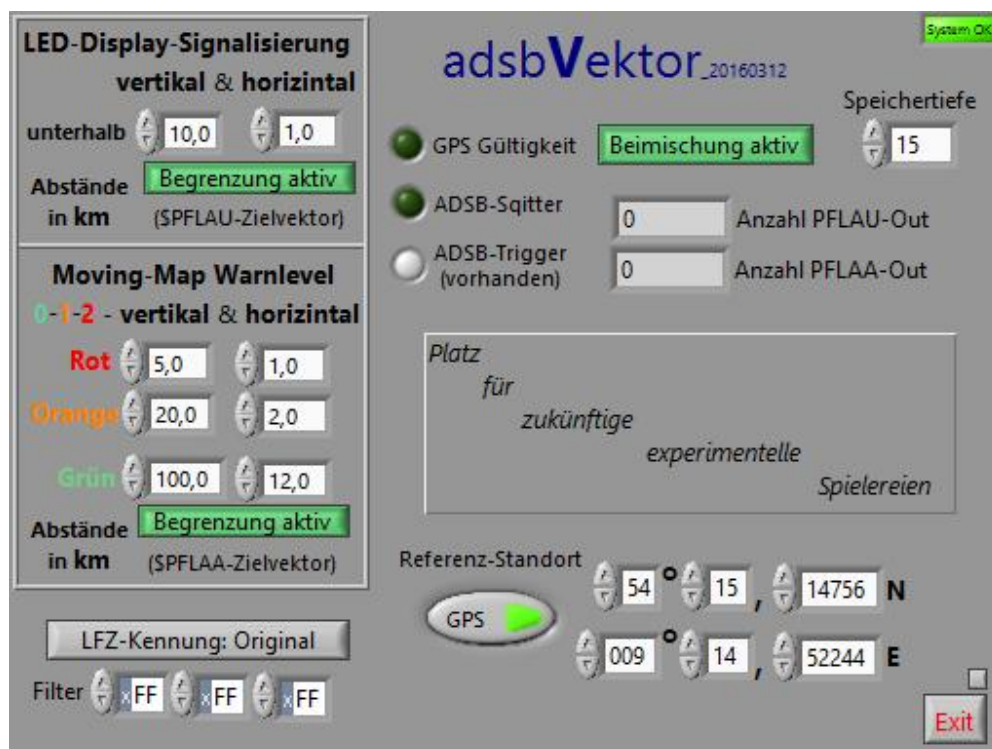 LED-Display-Signalisierung
vertikal & horizintal
unterhalb 10,0 1,0
Abstände Begrenzung aktiv
in km ($PFLAU-Zielvektor)
Moving-Map Warnlevel
0-1-2 - vertikal & horizintal
Rot 5,0 1,0
Orange 20,0 2,0
Grün 100,0 12,0
Abstände Begrenzung aktiv
in km ($PFLAA-Zielvektor)
LFZ-Kennung: Original
Filter xFF xFF xFF
System OK
adsbVektor_20160312
Speichertiefe
15
GPS Gültigkeit Beimischung aktiv
ADSB-Sqitter 0 Anzahl PFLAU-Out
ADSB-Trigger
(vorhanden) 0 Anzahl PFLAA-Out
Platz
für
zukünftige
experimentelle
Spielereien
Referenz-Standort
GPS
54 ° 15 , 14756 N
009 ° 14 , 52244 E
Exit